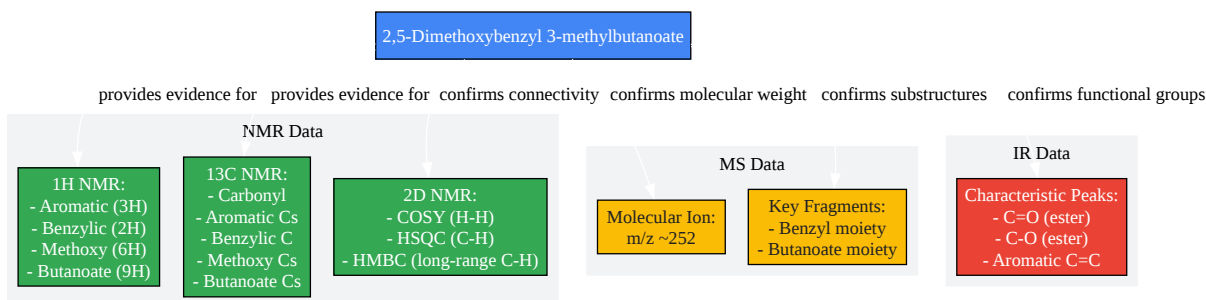 2,5-Dimethoxybenzyl 3-methylbutanoate
provides evidence for
provides evidence for
confirms connectivity
confirms molecular weight
confirms substructures
confirms functional groups
NMR Data
1H NMR:
- Aromatic (3H)
- Benzylic (2H)
- Methoxy (6H)
- Butanoate (9H)
13C NMR:
- Carbonyl
- Aromatic Cs
- Benzylic C
- Methoxy Cs
- Butanoate Cs
2D NMR:
- COSY (H-H)
- HSQC (C-H)
- HMBC (long-range C-H)
MS Data
Molecular Ion:
m/z ~252
Key Fragments:
- Benzyl moiety
- Butanoate moiety
IR Data
Characteristic Peaks:
- C=O (ester)
- C-O (ester)
- Aromatic C=C